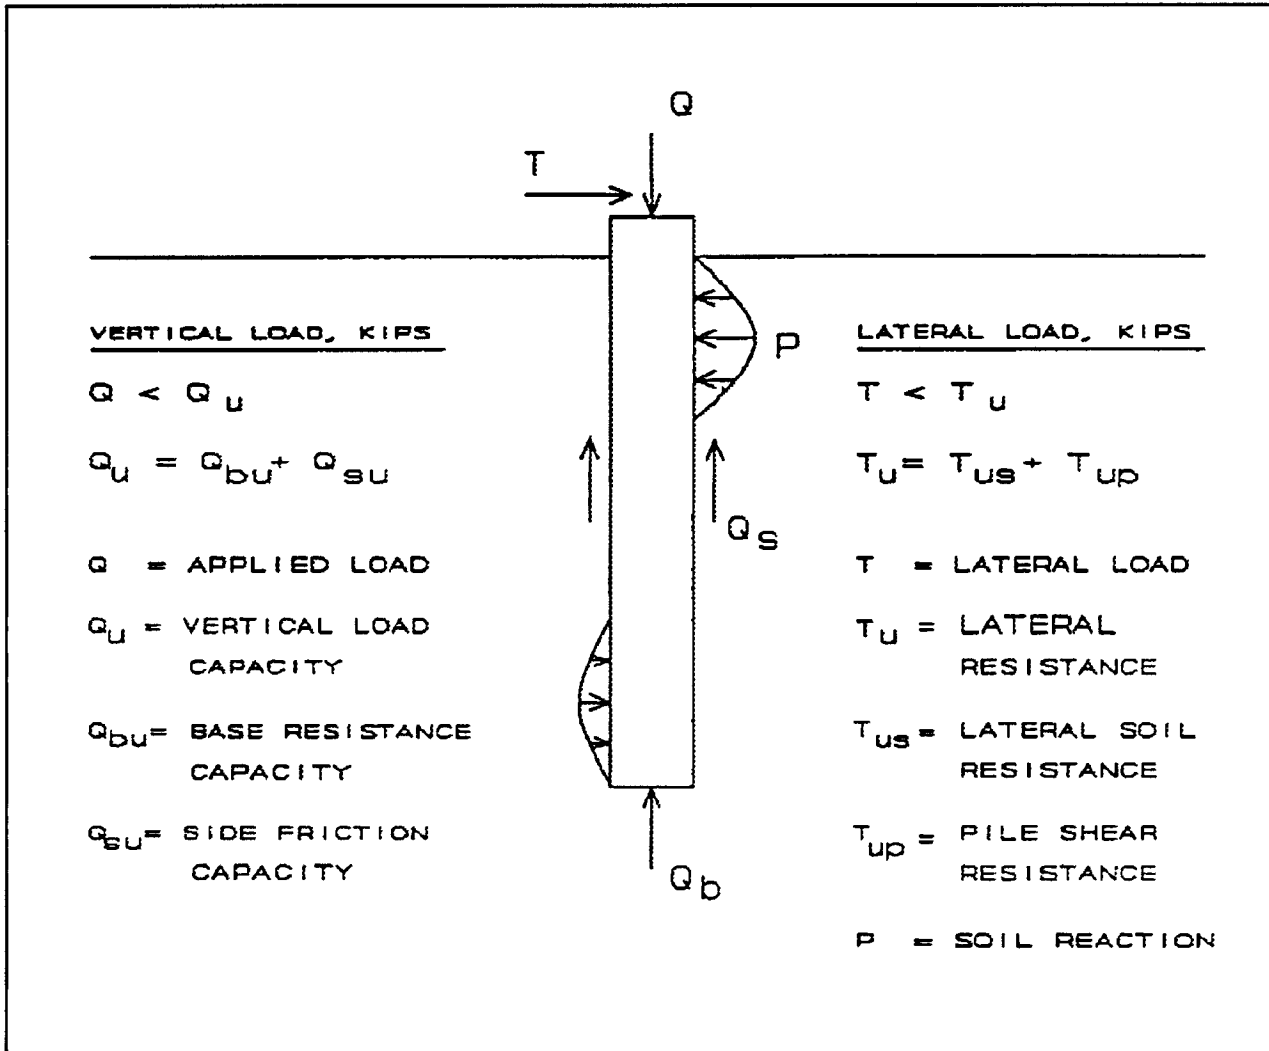 Q
T
P
Qs
Qb
VERTICAL LOAD, KIPS
Q < Qu
Qu = Qbu + Qsu
Q = APPLIED LOAD
Qu = VERTICAL LOAD
CAPACITY
Qbu = BASE RESISTANCE
CAPACITY
Qsu = SIDE FRICTION
CAPACITY
LATERAL LOAD, KIPS
T < Tu
Tu = Tus + Tup
T = LATERAL LOAD
Tu = LATERAL
RESISTANCE
Tus = LATERAL SOIL
RESISTANCE
Tup = PILE SHEAR
RESISTANCE
P = SOIL REACTION